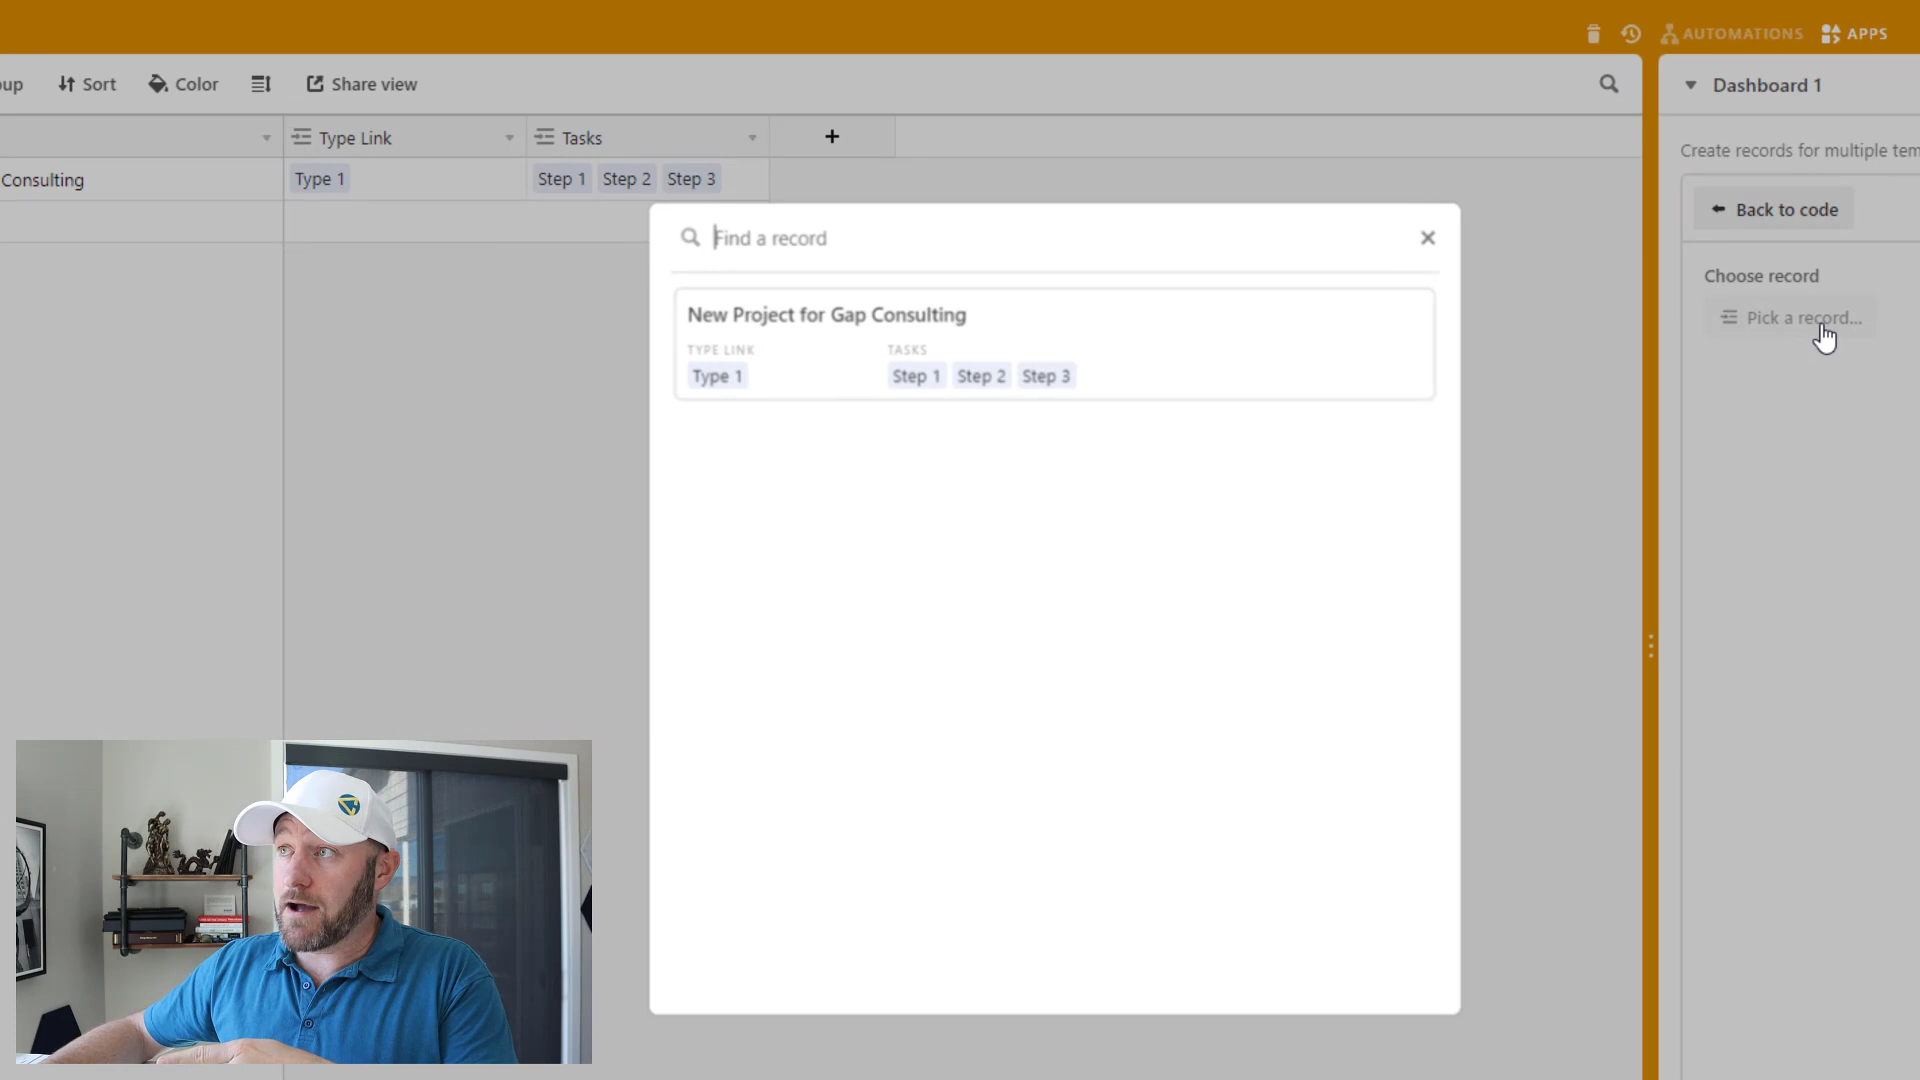 AUTOMATIONS APPS
oup Sort Color Share view
Dashboard 1
Type Link Tasks +
Create records for multiple tem
Consulting Type 1 Step 1 Step 2 Step 3
Back to code
Find a record
Choose record
Pick a record...
New Project for Gap Consulting
TYPE LINK TASKS
Type 1 Step 1 Step 2 Step 3